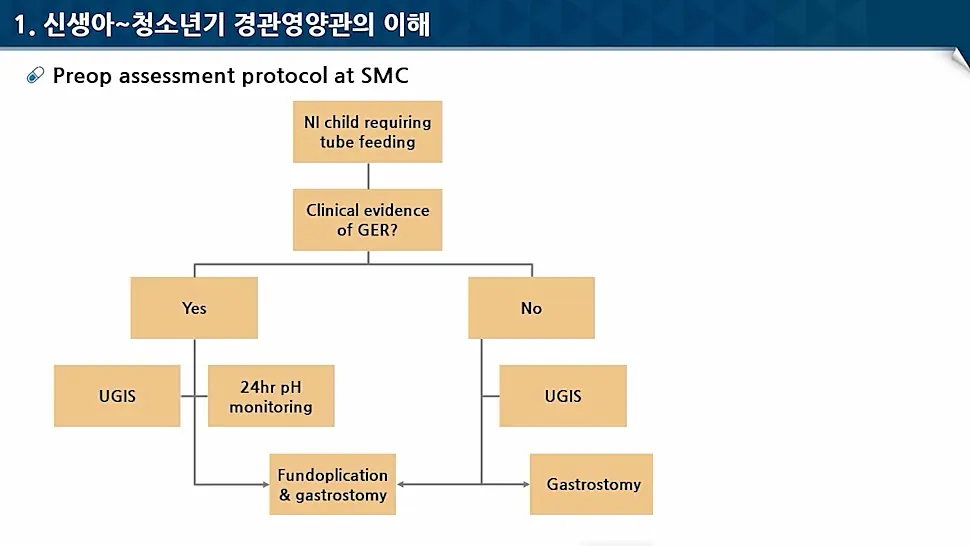 1. 신생아~청소년기 경관영양관의 이해
Preop assessment protocol at SMC
NI child requiring
tube feeding
Clinical evidence
of GER?
Yes
No
UGIS
24hr pH
monitoring
UGIS
Fundoplication
& gastrostomy
Gastrostomy